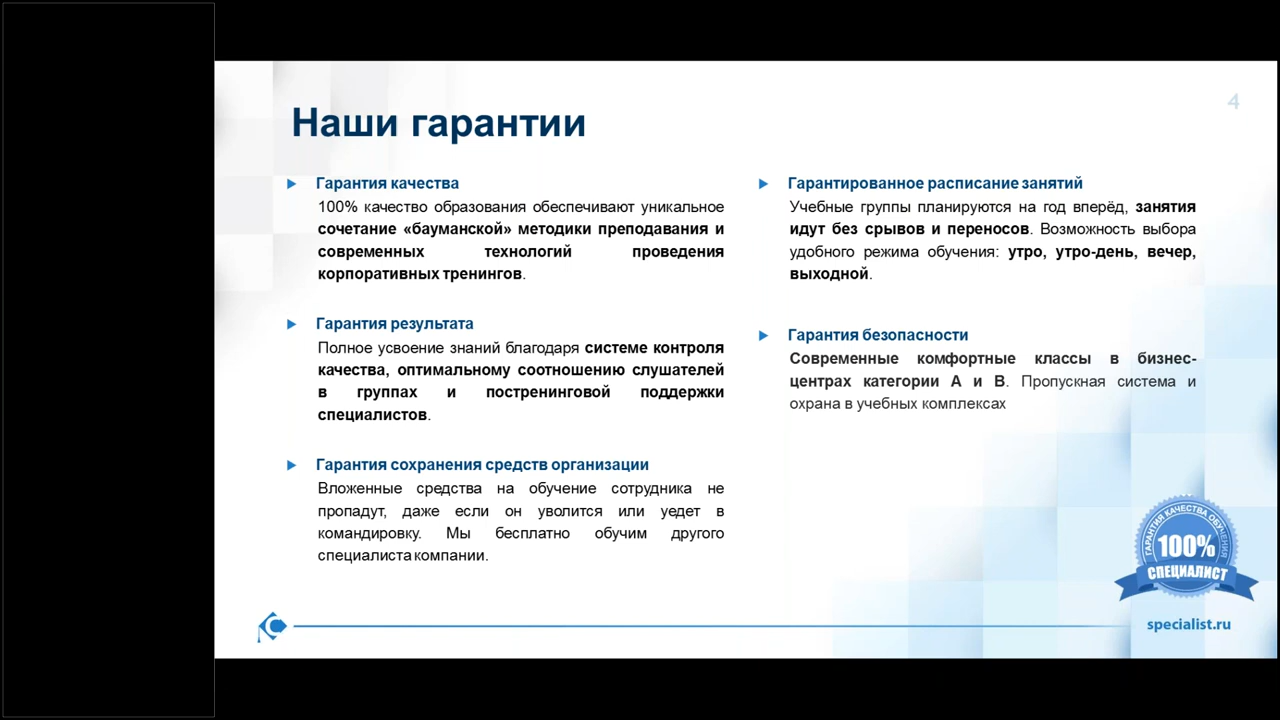 4
Наши гарантии
Гарантия качества
100% качество образования обеспечивают уникальное
сочетание «бауманской» методики преподавания и
современных технологий проведения
корпоративных тренингов.
Гарантия результата
Полное усвоение знаний благодаря системе контроля
качества, оптимальному соотношению слушателей
в группах и постренинговой поддержки
специалистов.
Гарантия сохранения средств организации
Вложенные средства на обучение сотрудника не
пропадут, даже если он уволится или уедет в
командировку. Мы бесплатно обучим другого
специалиста компании.
Гарантированное расписание занятий
Учебные группы планируются на год вперёд, занятия
идут без срывов и переносов. Возможность выбора
удобного режима обучения: утро, утро-день, вечер,
выходной.
Гарантия безопасности
Современные комфортные классы в бизнес-
центрах категории А и В. Пропускная система и
охрана в учебных комплексах
ГАРАНТИЯ КАЧЕСТВА ОБУЧЕНИЯ
100%
СПЕЦИАЛИСТ
specialist.ru